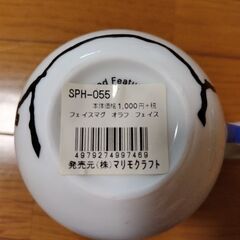 od Featu
SPH-055
本体価格1,000円+税
フェイスマグ オラフ フェイス
4979274997469
発売元(株)マリモクラフト